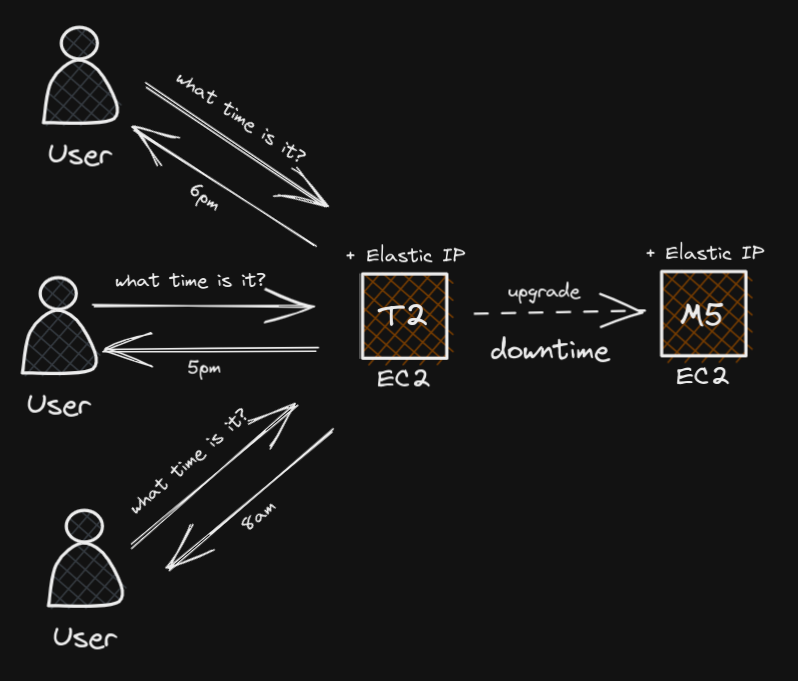 what time is it?
6pm
User
+ Elastic IP
+ Elastic IP
what time is it?
T2
upgrade
M5
5pm
downtime
EC2
EC2
User
what time is it?
8am
User